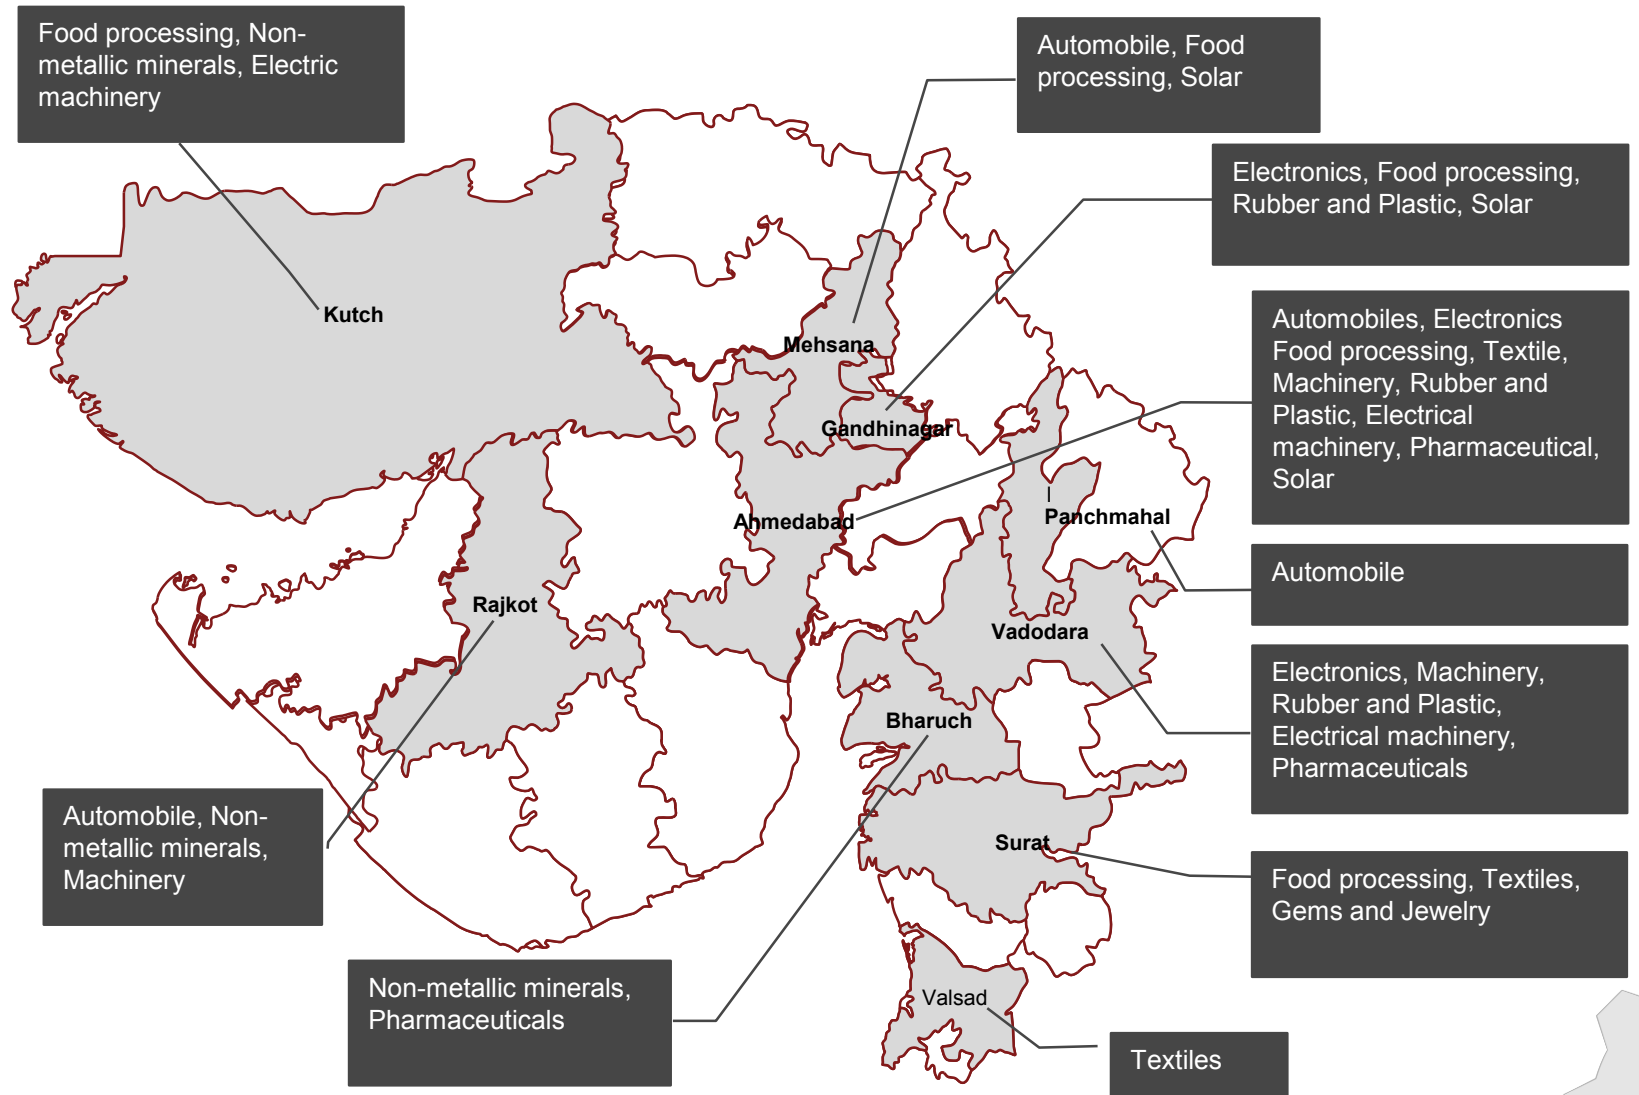 Food processing, Non-
metallic minerals, Electric
machinery
Automobile, Food
processing, Solar
Electronics, Food processing,
Rubber and Plastic, Solar
Kutch
Mehsana
Automobiles, Electronics
Food processing, Textile,
Machinery, Rubber and
Plastic, Electrical
machinery, Pharmaceutical,
Solar
Gandhinagar
Ahmedabad
Panchmahal
Automobile
Rajkot
Vadodara
Electronics, Machinery,
Rubber and Plastic,
Electrical machinery,
Pharmaceuticals
Bharuch
Automobile, Non-
metallic minerals,
Machinery
Surat
Food processing, Textiles,
Gems and Jewelry
Non-metallic minerals,
Pharmaceuticals
Valsad
Textiles